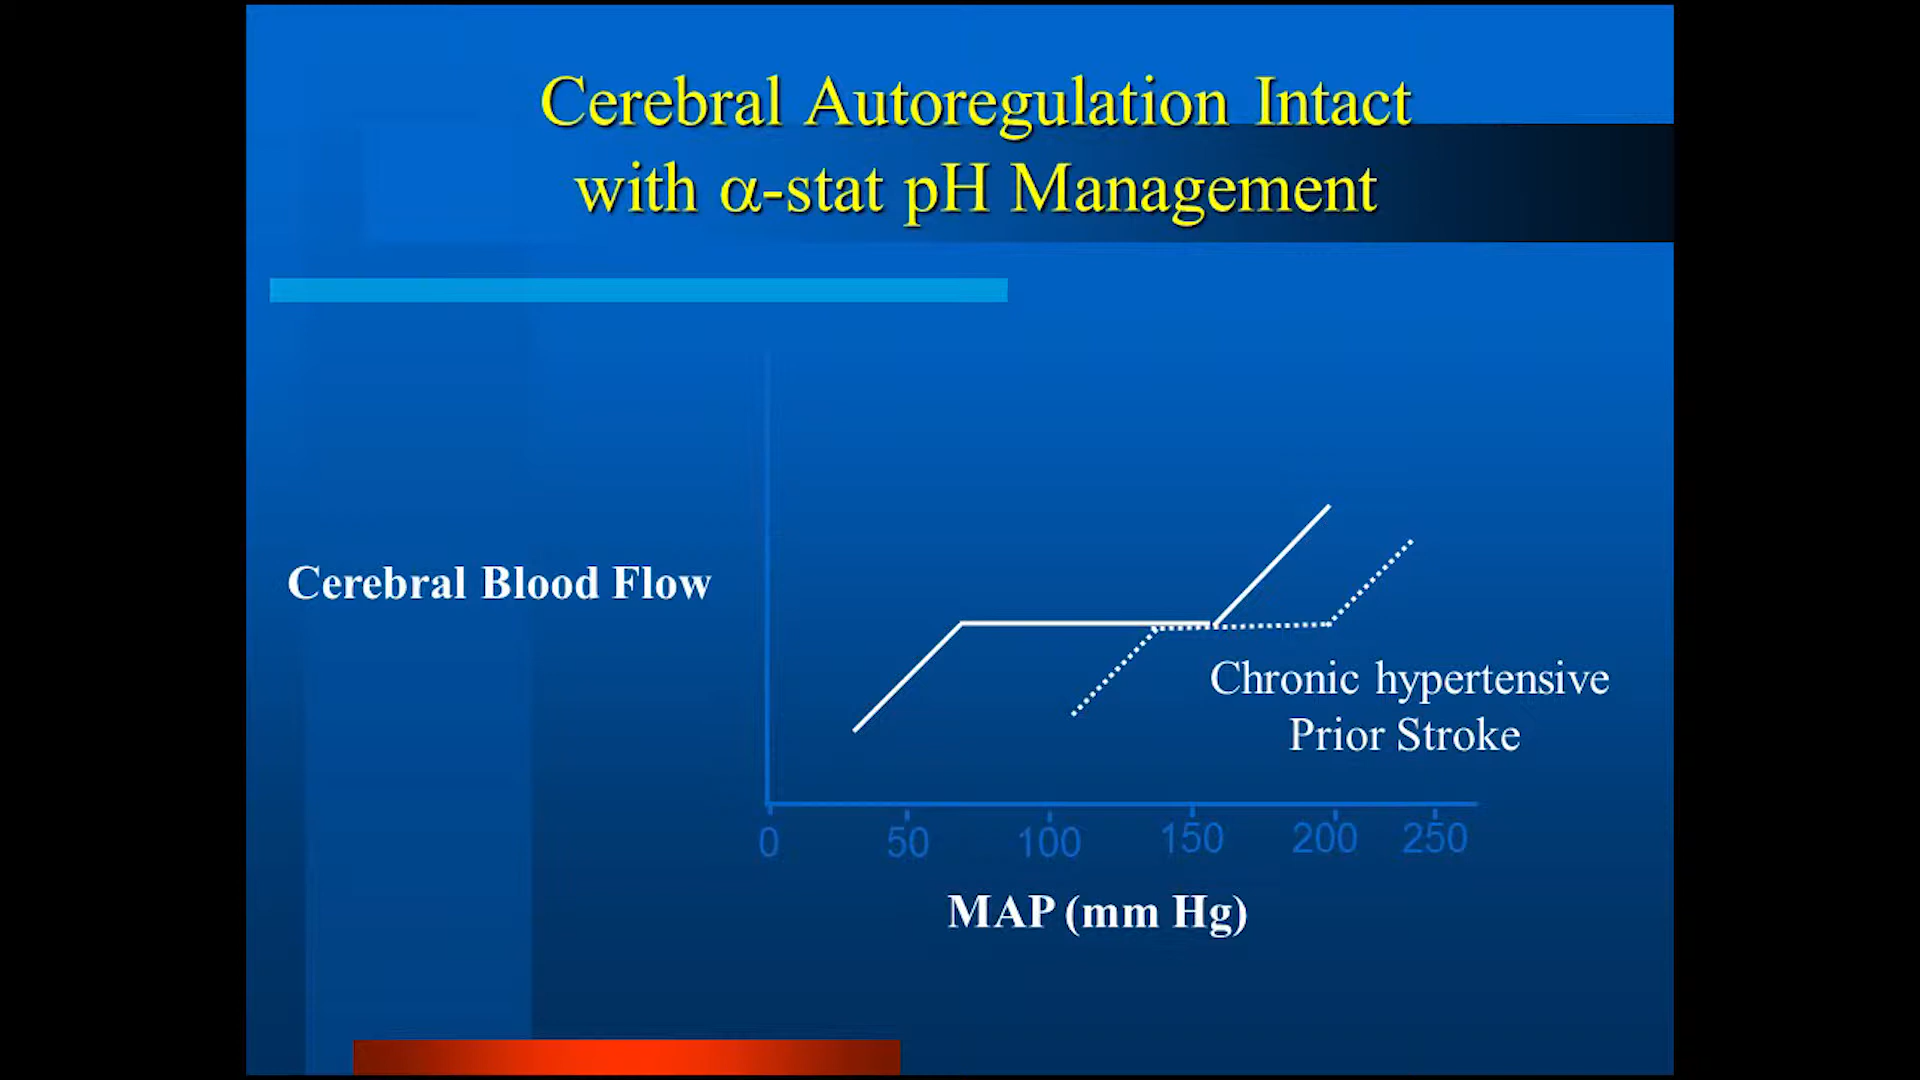 Cerebral Autoregulation Intact
with α-stat pH Management
Cerebral Blood Flow
Chronic hypertensive
Prior Stroke
0 50 100 150 200 250
MAP (mm Hg)